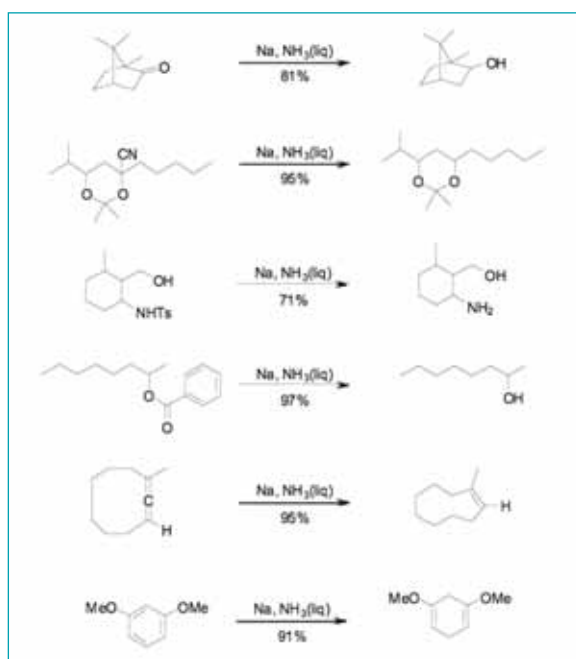 Na, NH3(liq)
O
OH
81%
CN
Na, NH3(liq)
O
O
95%
O
O
OH
Na, NH3(liq)
OH
NHTs
71%
NH2
Na, NH3(liq)
O
97%
OH
O
Na, NH3(liq)
C
H
95%
H
MeO
OMe
Na, NH3(liq)
MeO
OMe
91%